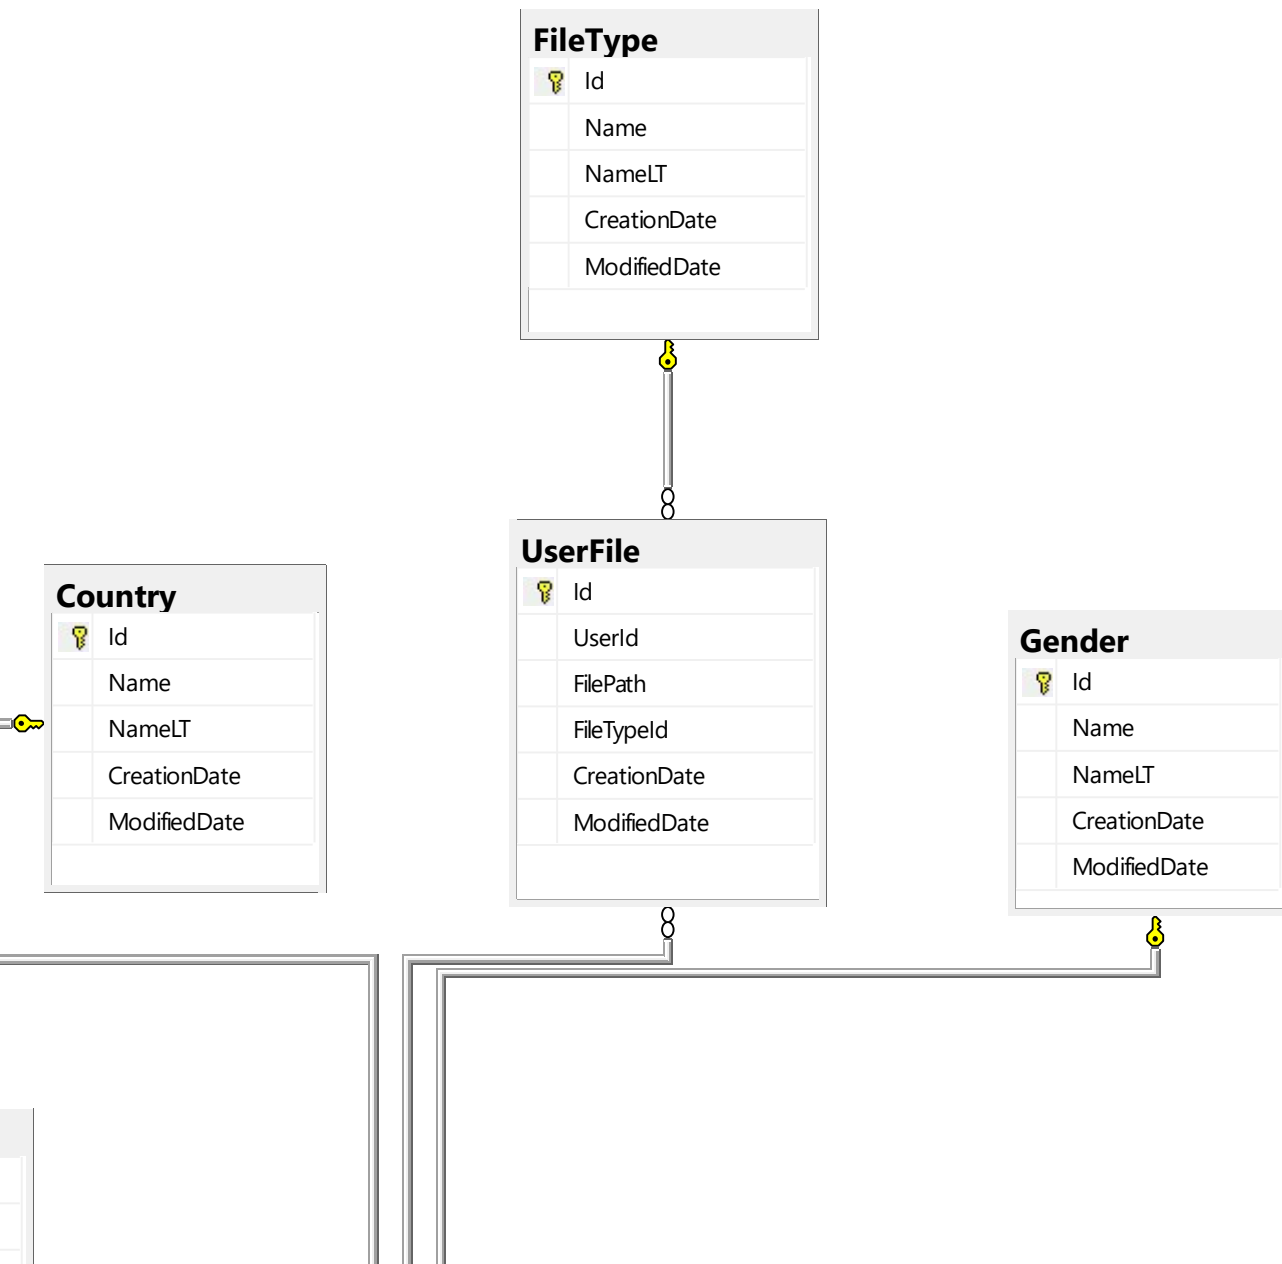 FileType
Id
Name
NameLT
CreationDate
ModifiedDate
UserFile
Id
UserId
FilePath
FileTypeId
CreationDate
ModifiedDate
Country
Id
Name
NameLT
CreationDate
ModifiedDate
Gender
Id
Name
NameLT
CreationDate
ModifiedDate